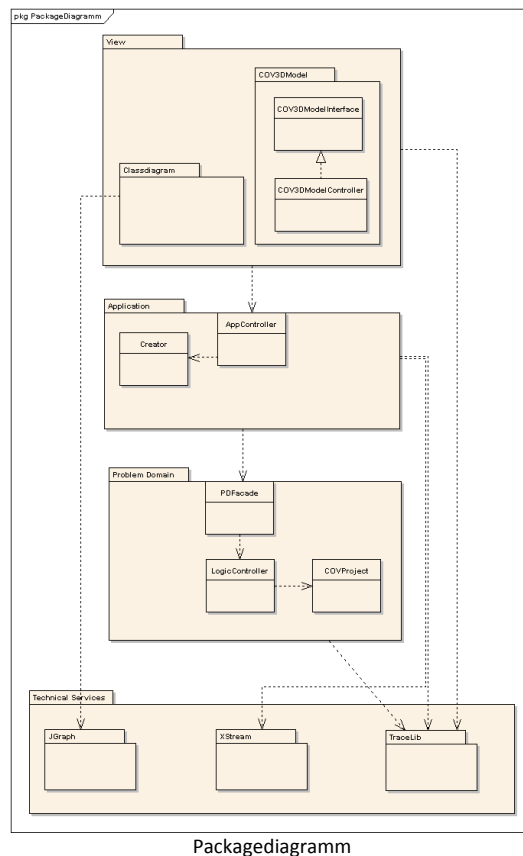 pkg PackageDiagramm
View
COV3DModel
COV3DModelInterface
Classdiagram
COV3DModelController
Application
AppController
Creator
Problem Domain
PDFacade
LogicController
COVProject
Technical Services
JGraph
XStream
TraceLib
Packagediagramm